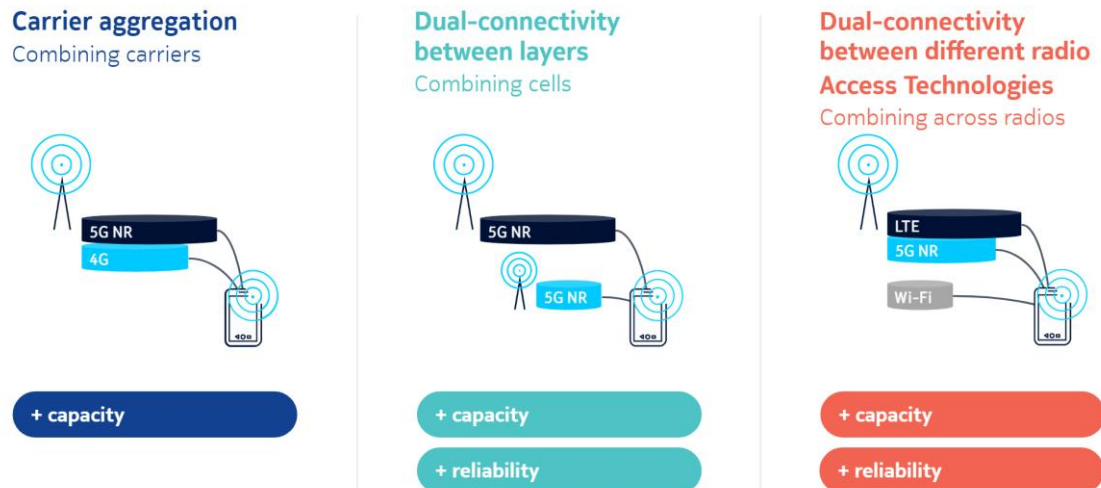 Carrier aggregation
Combining carriers
5G NR
4G
+ capacity
Dual-connectivity
between layers
Combining cells
5G NR
5G NR
+ capacity
+ reliability
Dual-connectivity
between different radio
Access Technologies
Combining across radios
LTE
5G NR
Wi-Fi
+ capacity
+ reliability